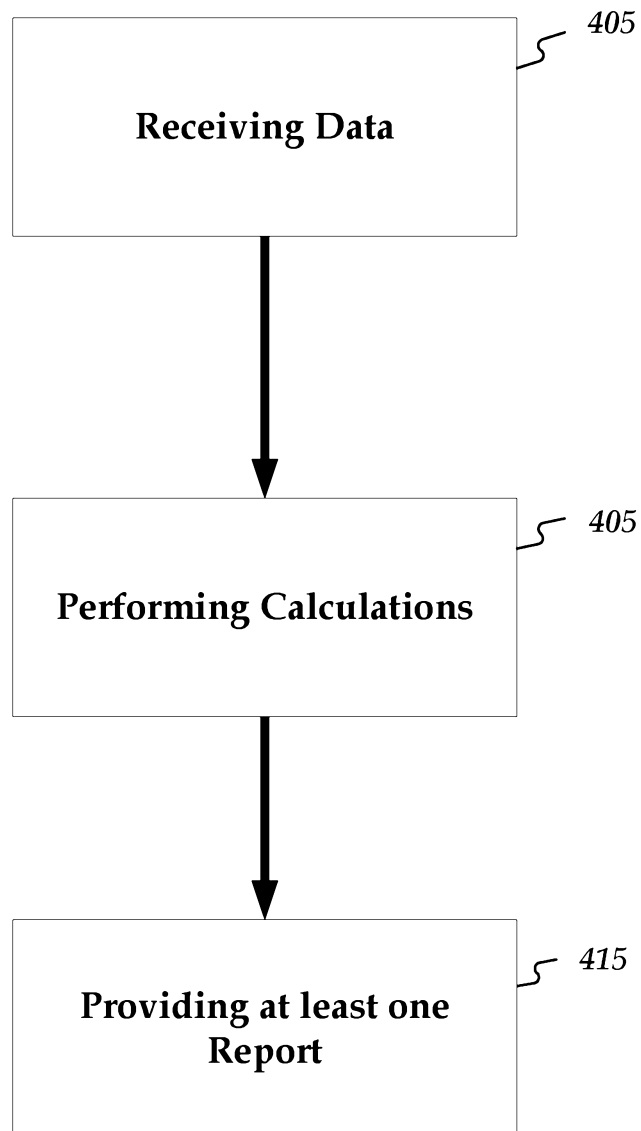 405
Receiving Data
405
Performing Calculations
415
Providing at least one
Report